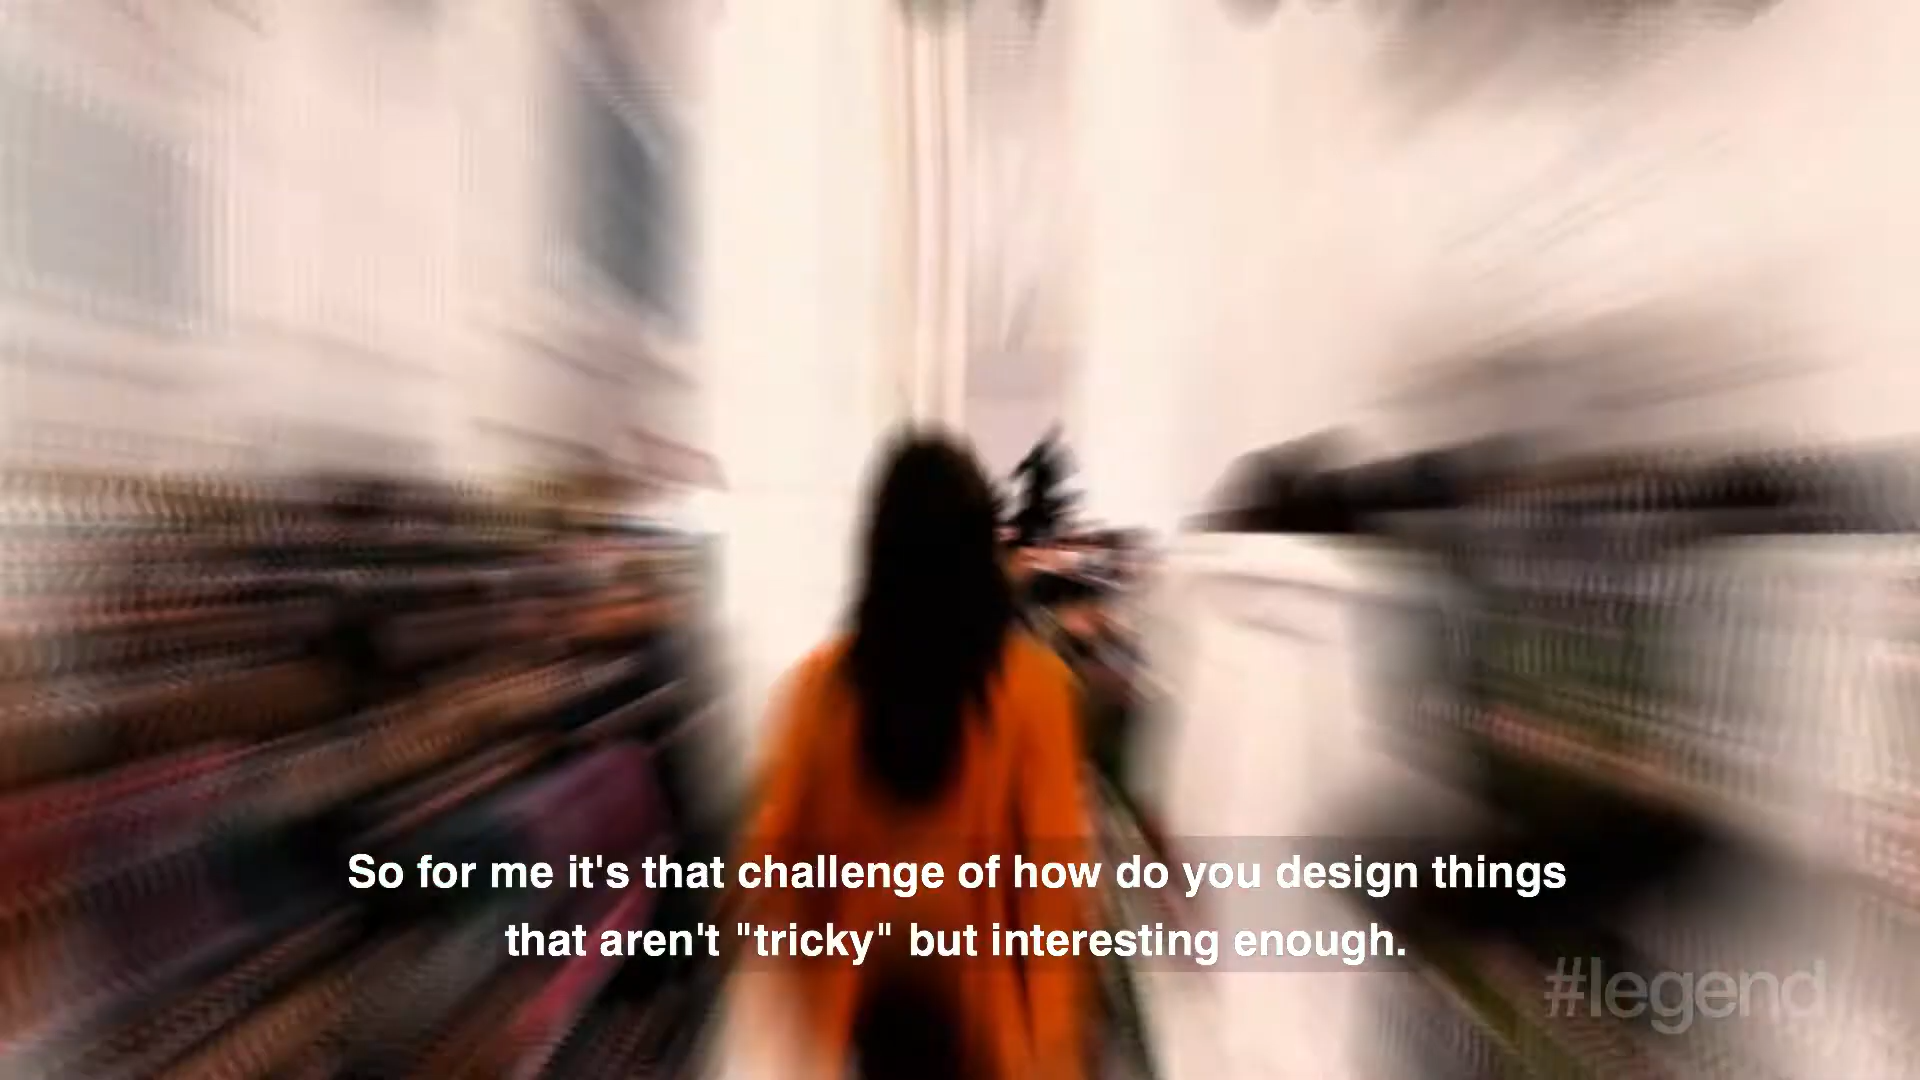 So for me it's that challenge of how do you design things
that aren't "tricky" but interesting enough.
#legend